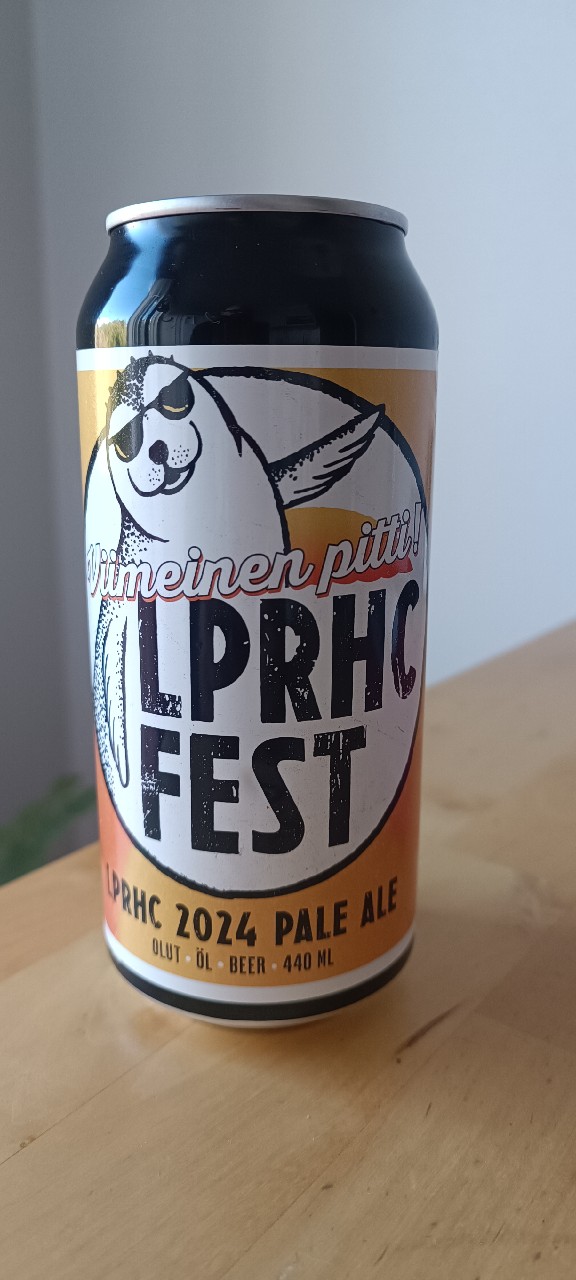 Viimeinen pitti!
LPRHC
FEST
LPRHC 2024 PALE ALE
OLUT • ÖL • BEER • 440 ML